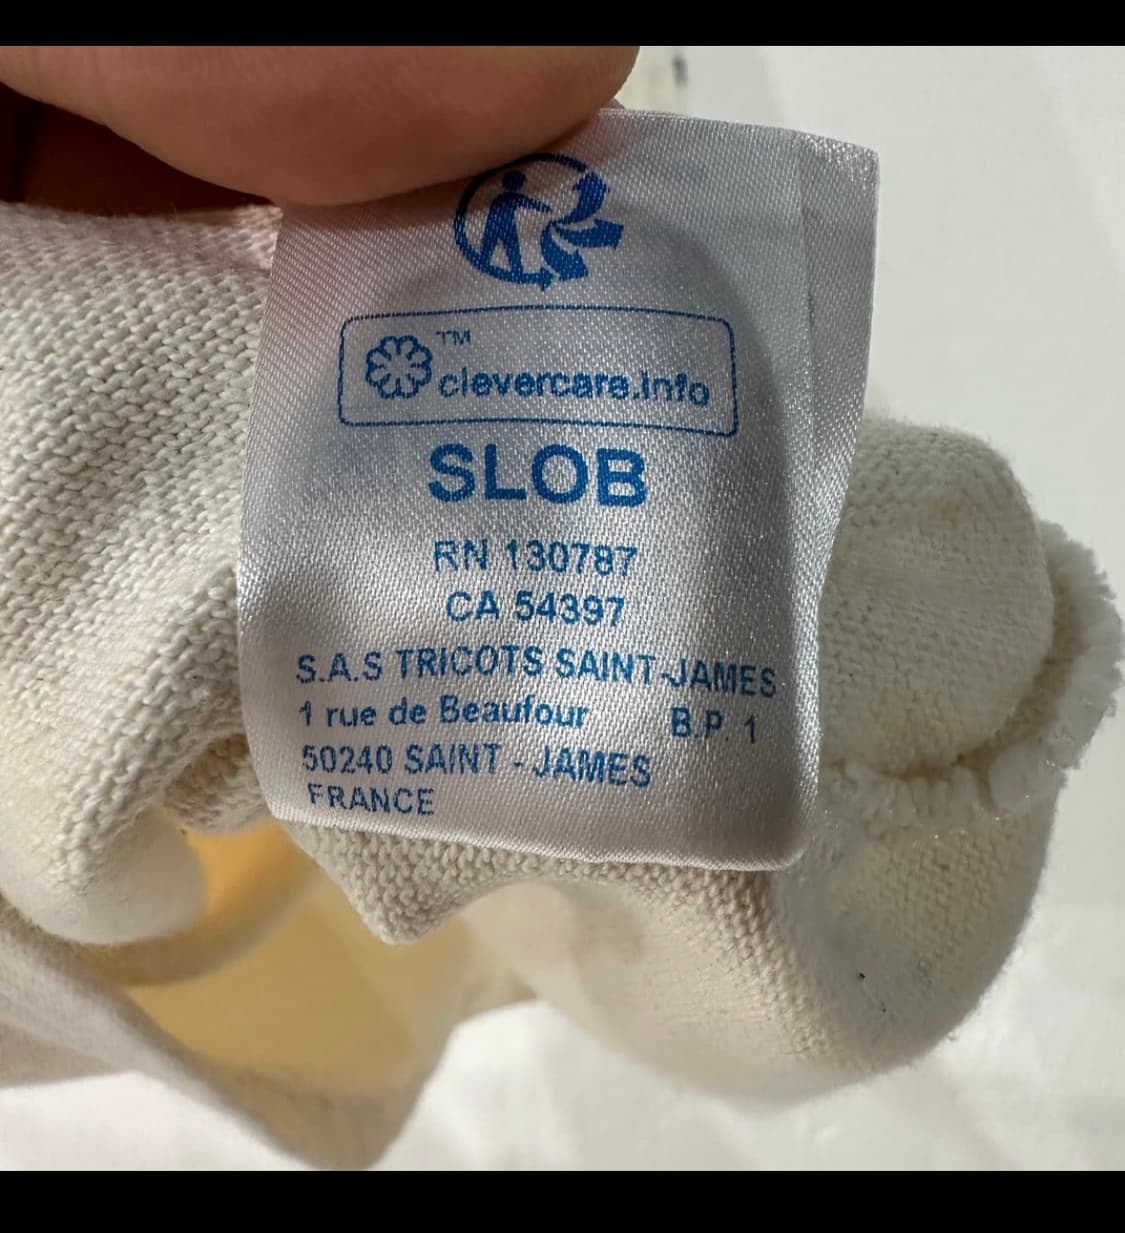 TM
clevercare.info
SLOB
RN 130787
CA 54397
S.A.S TRICOTS SAINT-JAMES
1 rue de Beaufour B.P. 1
50240 SAINT - JAMES
FRANCE